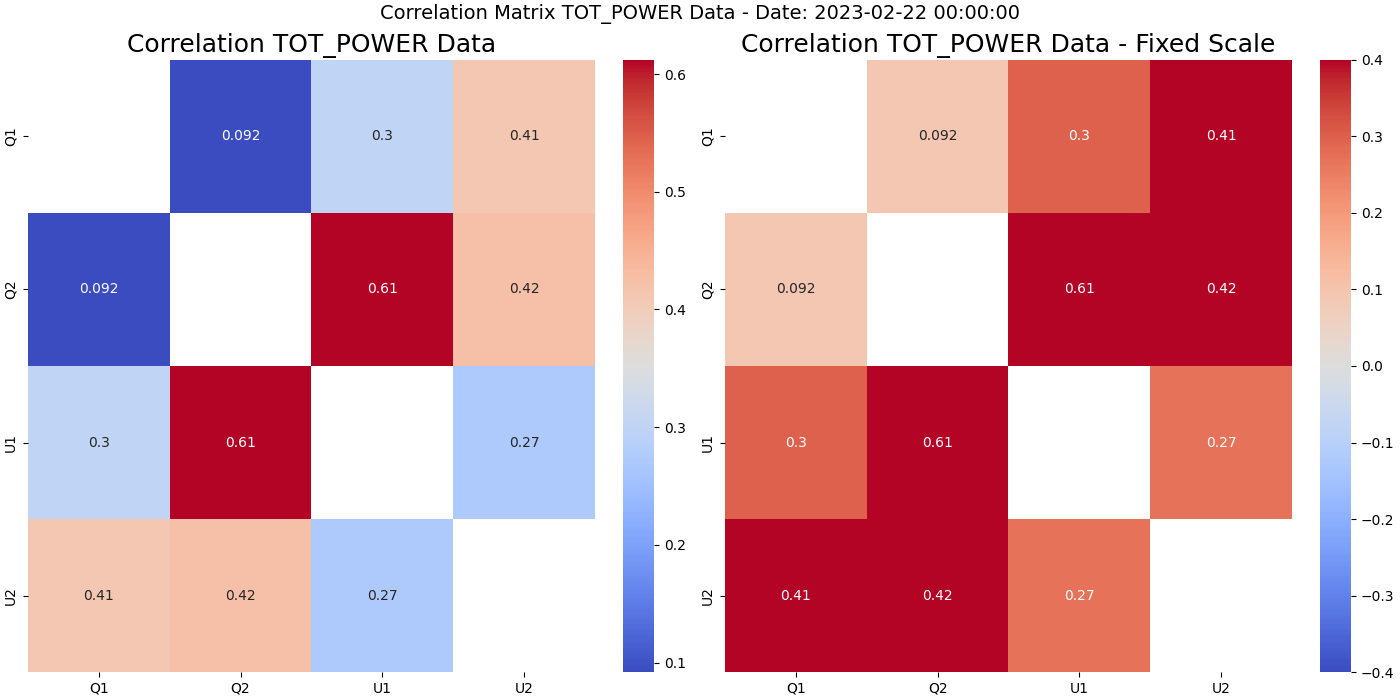 Correlation Matrix TOT_POWER Data - Date: 2023-02-22 00:00:00
Correlation TOT_POWER Data
Q1
0.092
0.3
0.41
Q2
0.092
0.61
0.42
U1
0.3
0.61
0.27
U2
0.41
0.42
0.27
Q1
Q2
U1
U2
0.6
0.5
0.4
0.3
0.2
0.1
Correlation TOT_POWER Data - Fixed Scale
Q1
0.092
0.3
0.41
Q2
0.092
0.61
0.42
U1
0.3
0.61
0.27
U2
0.41
0.42
0.27
Q1
Q2
U1
U2
0.4
0.3
0.2
0.1
0.0
−0.1
−0.2
−0.3
−0.4